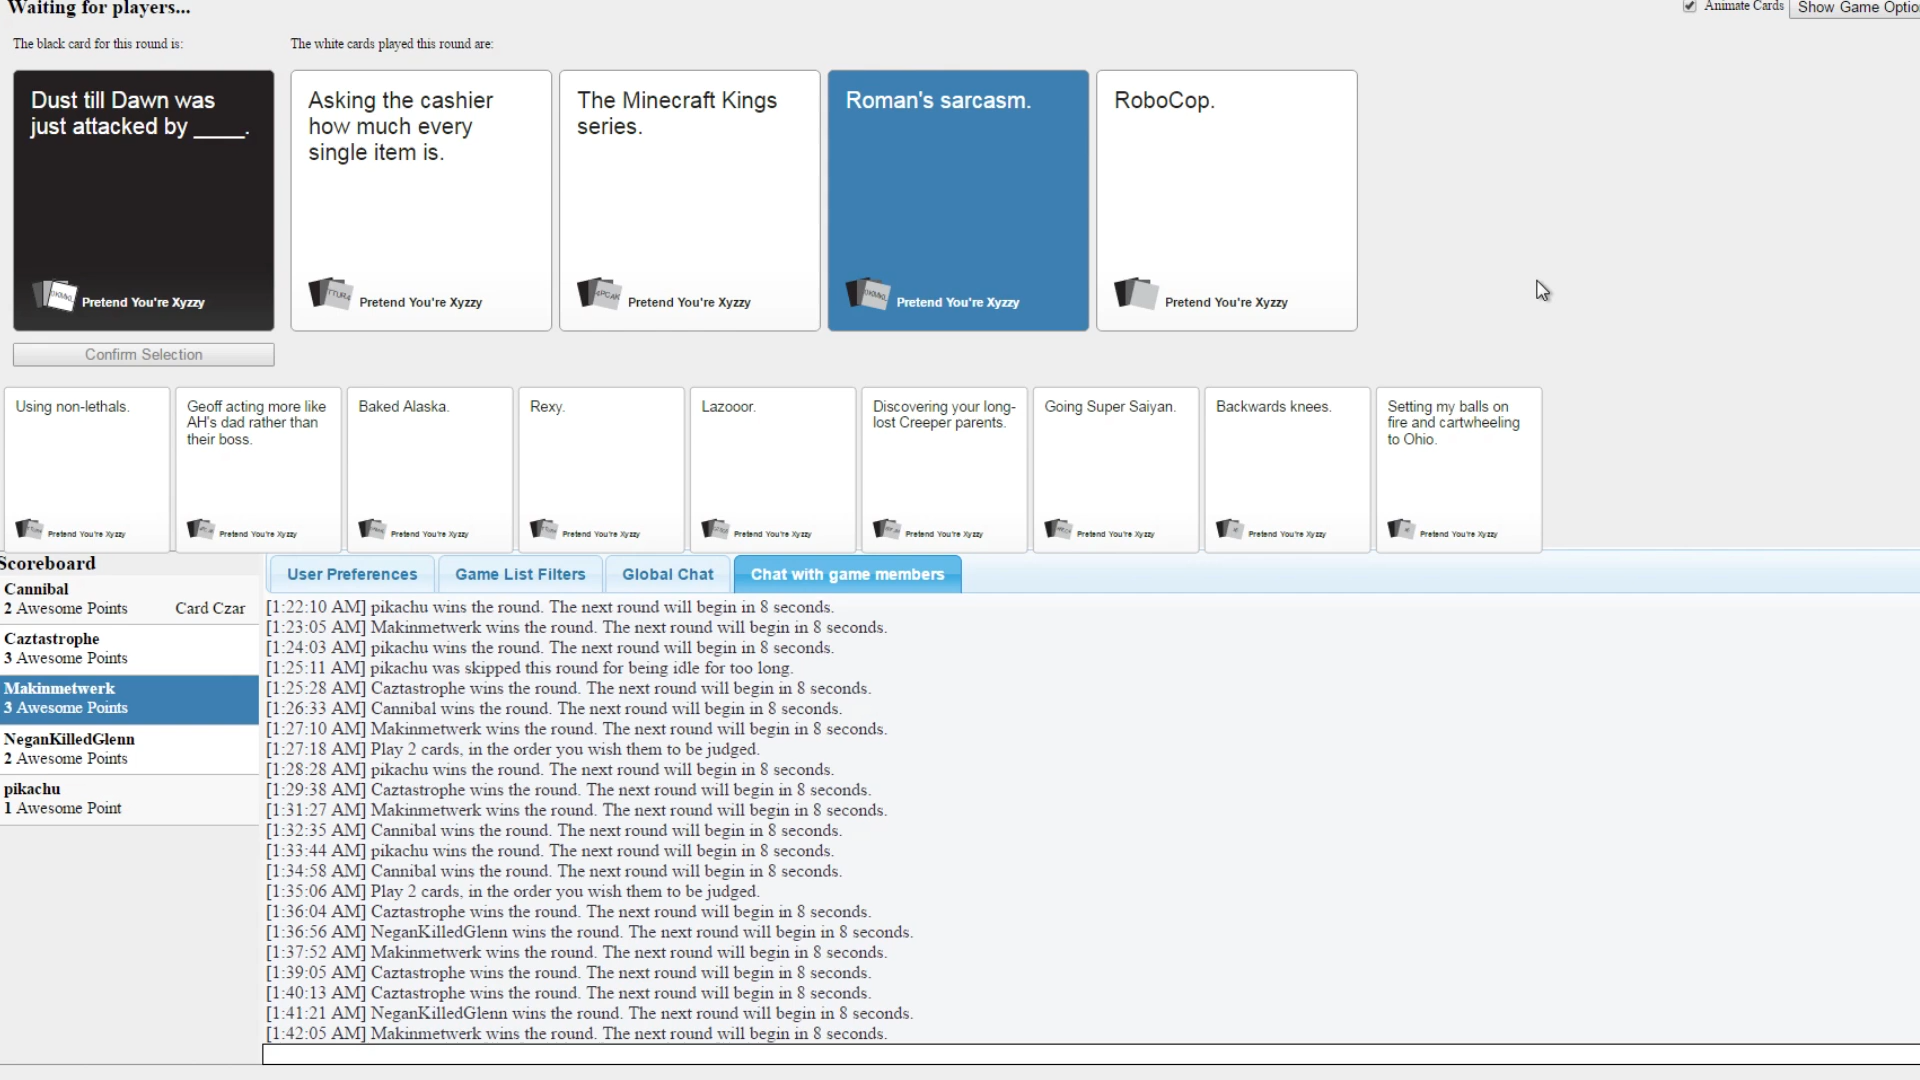 Waiting for players...
Animate Cards
Show Game Optio
The black card for this round is:
The white cards played this round are:
Dust till Dawn was
just attacked by ____.
Pretend You're Xyzzy
Asking the cashier
how much every
single item is.
Pretend You're Xyzzy
The Minecraft Kings
series.
Pretend You're Xyzzy
Roman's sarcasm.
Pretend You're Xyzzy
RoboCop.
Pretend You're Xyzzy
Confirm Selection
Using non-lethals.
Pretend You're Xyzzy
Geoff acting more like
AH's dad rather than
their boss.
Pretend You're Xyzzy
Baked Alaska.
Pretend You're Xyzzy
Rexy.
Pretend You're Xyzzy
Lazooor.
Pretend You're Xyzzy
Discovering your long-
lost Creeper parents.
Pretend You're Xyzzy
Going Super Saiyan.
Pretend You're Xyzzy
Backwards knees.
Pretend You're Xyzzy
Setting my balls on
fire and cartwheeling
to Ohio.
Pretend You're Xyzzy
Scoreboard
Cannibal
2 Awesome Points Card Czar
Caztastrophe
3 Awesome Points
Makinmetwerk
3 Awesome Points
NeganKilledGlenn
2 Awesome Points
pikachu
1 Awesome Point
User Preferences
Game List Filters
Global Chat
Chat with game members
[1:22:10 AM] pikachu wins the round. The next round will begin in 8 seconds.
[1:23:05 AM] Makinmetwerk wins the round. The next round will begin in 8 seconds.
[1:24:03 AM] pikachu wins the round. The next round will begin in 8 seconds.
[1:25:11 AM] pikachu was skipped this round for being idle for too long.
[1:25:28 AM] Caztastrophe wins the round. The next round will begin in 8 seconds.
[1:26:33 AM] Cannibal wins the round. The next round will begin in 8 seconds.
[1:27:10 AM] Makinmetwerk wins the round. The next round will begin in 8 seconds.
[1:27:18 AM] Play 2 cards, in the order you wish them to be judged.
[1:28:28 AM] pikachu wins the round. The next round will begin in 8 seconds.
[1:29:38 AM] Caztastrophe wins the round. The next round will begin in 8 seconds.
[1:31:27 AM] Makinmetwerk wins the round. The next round will begin in 8 seconds.
[1:32:35 AM] Cannibal wins the round. The next round will begin in 8 seconds.
[1:33:44 AM] pikachu wins the round. The next round will begin in 8 seconds.
[1:34:58 AM] Cannibal wins the round. The next round will begin in 8 seconds.
[1:35:06 AM] Play 2 cards, in the order you wish them to be judged.
[1:36:04 AM] Caztastrophe wins the round. The next round will begin in 8 seconds.
[1:36:56 AM] NeganKilledGlenn wins the round. The next round will begin in 8 seconds.
[1:37:52 AM] Makinmetwerk wins the round. The next round will begin in 8 seconds.
[1:39:05 AM] Caztastrophe wins the round. The next round will begin in 8 seconds.
[1:40:13 AM] Caztastrophe wins the round. The next round will begin in 8 seconds.
[1:41:21 AM] NeganKilledGlenn wins the round. The next round will begin in 8 seconds.
[1:42:05 AM] Makinmetwerk wins the round. The next round will begin in 8 seconds.